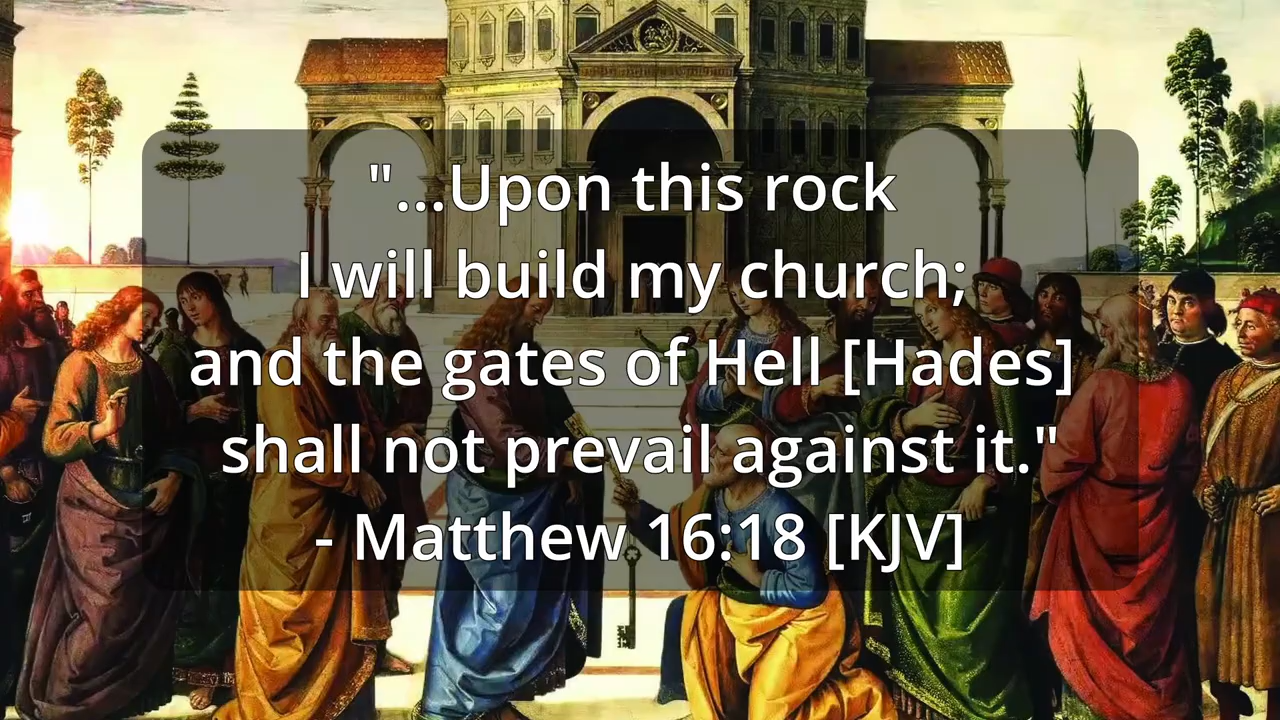 "...Upon this rock
I will build my church;
and the gates of Hell [Hades]
shall not prevail against it."
- Matthew 16:18 [KJV]